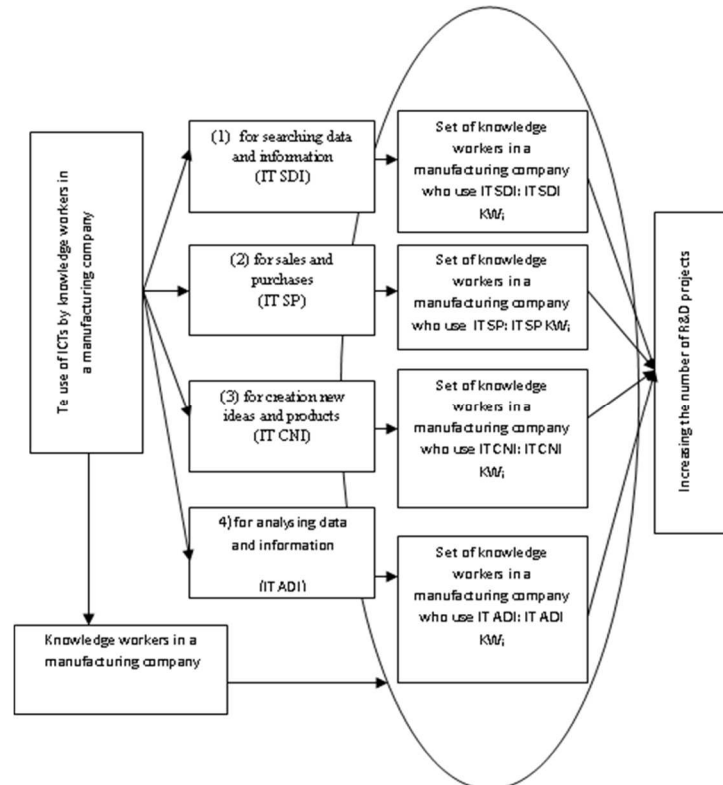 Te use of ICTs by knowledge workers in
a manufacturing company
(1) for searching data
and information
(IT SDI)
(2) for sales and
purchases
(IT SP)
(3) for creation new
ideas and products
(IT CNI)
4) for analysing data
and information
(IT ADI)
Knowledge workers in a
manufacturing company
Set of knowledge
workers in a
manufacturing company
who use ITSDI: ITSDI
KWi
Set of knowledge
workers in a
manufacturing company
who use ITSP: ITSP KWi
Set of knowledge
workers in a
manufacturing company
who use ITCNI: ITCNI
KWi
Set of knowledge
workers in a
manufacturing company
who use IT ADI: IT ADI
KWi
Increasing the number of R&D projects